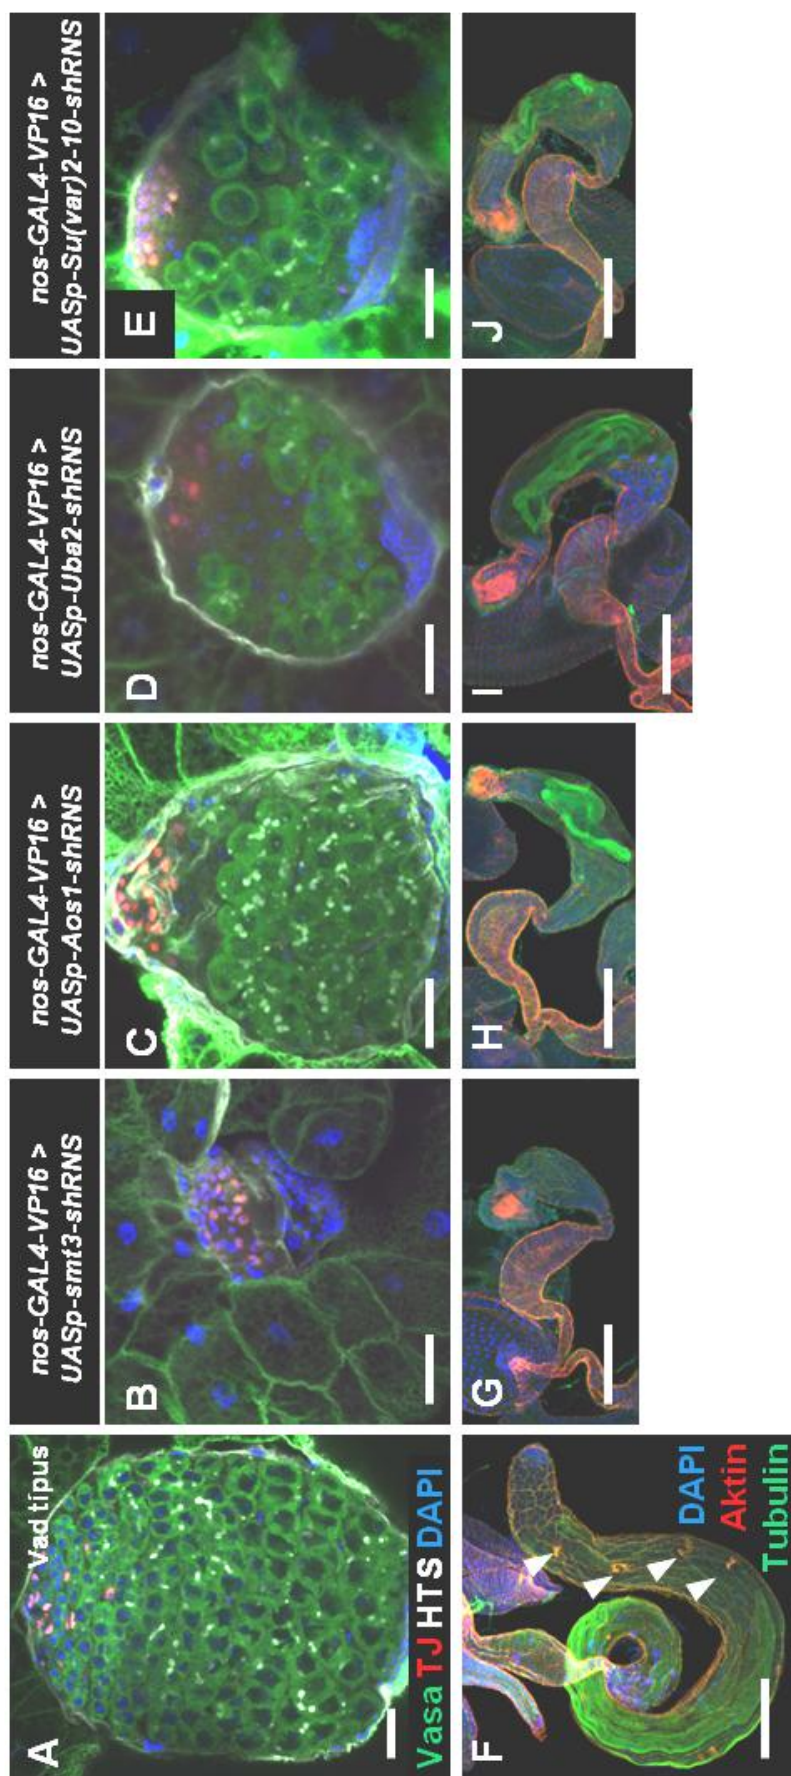 Vad típus
nos-GAL4-VP16 >
UASp-smt3-shRNS
nos-GAL4-VP16 >
UASp-Aos1-shRNS
nos-GAL4-VP16 >
UASp-Uba2-shRNS
nos-GAL4-VP16 >
UASp-Su(var)2-10-shRNS
A
B
C
D
E
Vasa TJ HTS DAPI
F
G
H
I
J
DAPI
Aktin
Tubulin